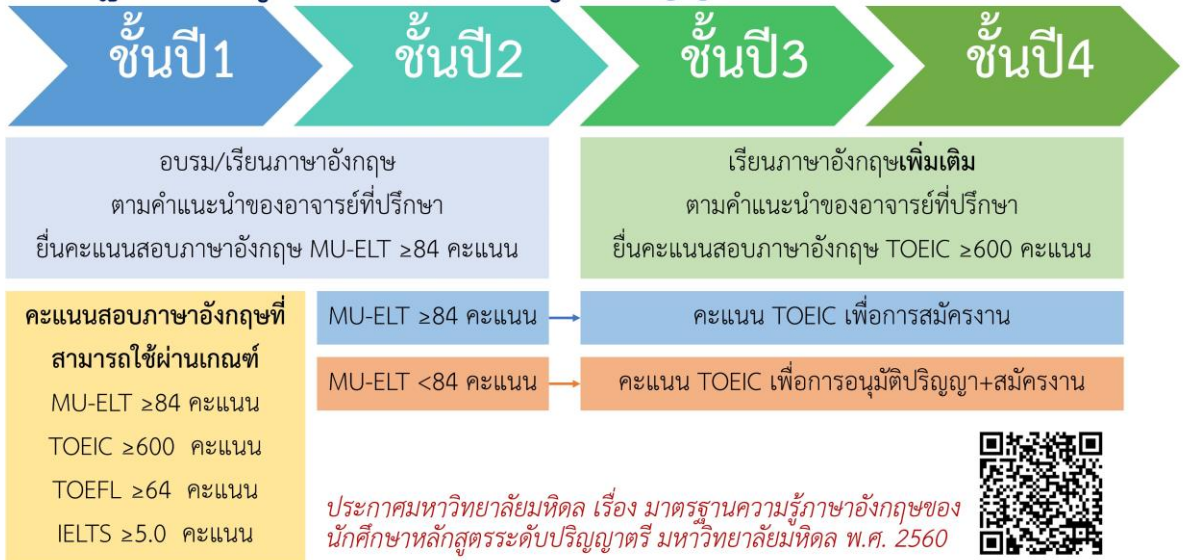 ชั้นปี1
ชั้นปี2
ชั้นปี3
ชั้นปี4
อบรม/เรียนภาษาอังกฤษ
ตามคำแนะนำของอาจารย์ที่ปรึกษา
ยื่นคะแนนสอบภาษาอังกฤษ MU-ELT ≥84 คะแนน
เรียนภาษาอังกฤษเพิ่มเติม
ตามคำแนะนำของอาจารย์ที่ปรึกษา
ยื่นคะแนนสอบภาษาอังกฤษ TOEIC ≥600 คะแนน
คะแนนสอบภาษาอังกฤษที่
สามารถใช้ผ่านเกณฑ์
MU-ELT ≥84 คะแนน
TOEIC ≥600 คะแนน
TOEFL ≥64 คะแนน
IELTS ≥5.0 คะแนน
MU-ELT ≥84 คะแนน
คะแนน TOEIC เพื่อการสมัครงาน
MU-ELT <84 คะแนน
คะแนน TOEIC เพื่อการอนุมัติปริญญา+สมัครงาน
ประกาศมหาวิทยาลัยมหิดล เรื่อง มาตรฐานความรู้ภาษาอังกฤษของ
นักศึกษาหลักสูตรระดับปริญญาตรี มหาวิทยาลัยมหิดล พ.ศ. 2560